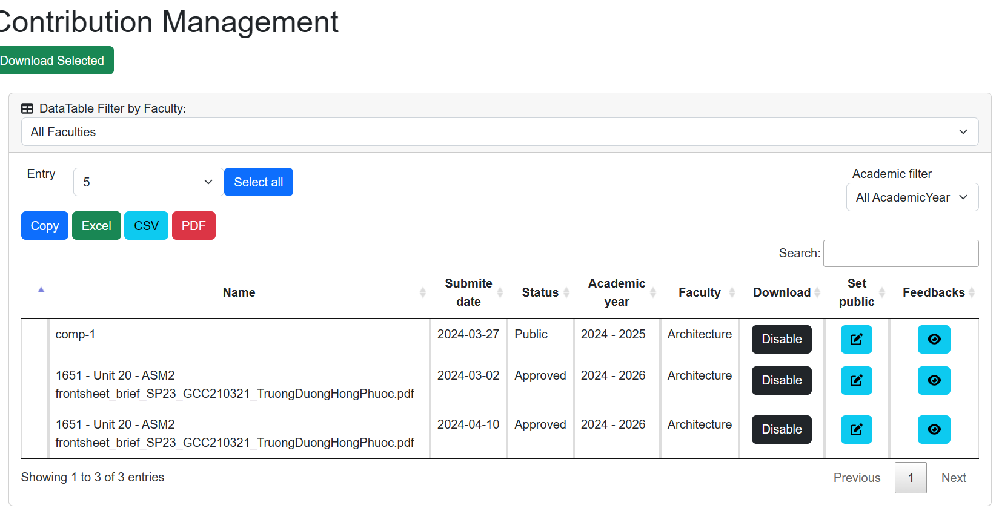 Contribution Management
Download Selected
DataTable Filter by Faculty:
All Faculties
Entry
5
Select all
Academic filter
All AcademicYear
Copy Excel CSV PDF
Search:
Name Submite date Status Academic year Faculty Download Set public Feedbacks
comp-1 2024-03-27 Public 2024 - 2025 Architecture Disable
1651 - Unit 20 - ASM2 2024-03-02 Approved 2024 - 2026 Architecture Disable
frontsheet_brief_SP23_GCC210321_TruongDuongHongPhuoc.pdf
1651 - Unit 20 - ASM2 2024-04-10 Approved 2024 - 2026 Architecture Disable
frontsheet_brief_SP23_GCC210321_TruongDuongHongPhuoc.pdf
Showing 1 to 3 of 3 entries
Previous 1 Next